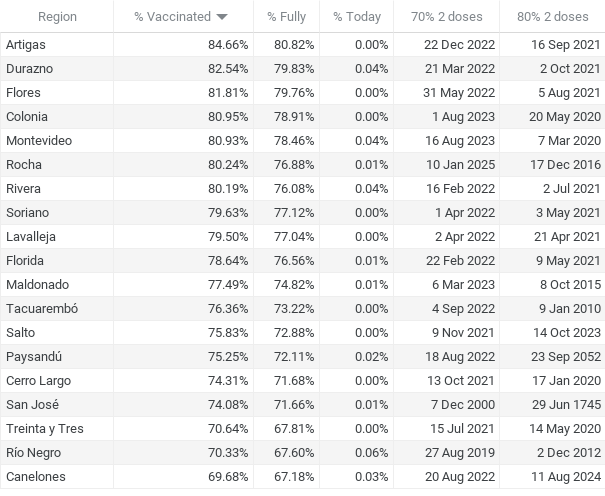 Region % Vaccinated % Fully % Today 70% 2 doses 80% 2 doses
Artigas 84.66% 80.82% 0.00% 22 Dec 2022 16 Sep 2021
Durazno 82.54% 79.83% 0.04% 21 Mar 2022 2 Oct 2021
Flores 81.81% 79.76% 0.00% 31 May 2022 5 Aug 2021
Colonia 80.95% 78.91% 0.00% 1 Aug 2023 20 May 2020
Montevideo 80.93% 78.46% 0.04% 16 Aug 2023 7 Mar 2020
Rocha 80.24% 76.88% 0.01% 10 Jan 2025 17 Dec 2016
Rivera 80.19% 76.08% 0.04% 16 Feb 2022 2 Jul 2021
Soriano 79.63% 77.12% 0.00% 1 Apr 2022 3 May 2021
Lavalleja 79.50% 77.04% 0.00% 2 Apr 2022 21 Apr 2021
Florida 78.64% 76.56% 0.01% 22 Feb 2022 9 May 2021
Maldonado 77.49% 74.82% 0.01% 6 Mar 2023 8 Oct 2015
Tacuarembó 76.36% 73.22% 0.00% 4 Sep 2022 9 Jan 2010
Salto 75.83% 72.88% 0.00% 9 Nov 2021 14 Oct 2023
Paysandú 75.25% 72.11% 0.02% 18 Aug 2022 23 Sep 2052
Cerro Largo 74.31% 71.68% 0.00% 13 Oct 2021 17 Jan 2020
San José 74.08% 71.66% 0.01% 7 Dec 2000 29 Jun 1745
Treinta y Tres 70.64% 67.81% 0.00% 15 Jul 2021 14 May 2020
Río Negro 70.33% 67.60% 0.06% 27 Aug 2019 2 Dec 2012
Canelones 69.68% 67.18% 0.03% 20 Aug 2022 11 Aug 2024